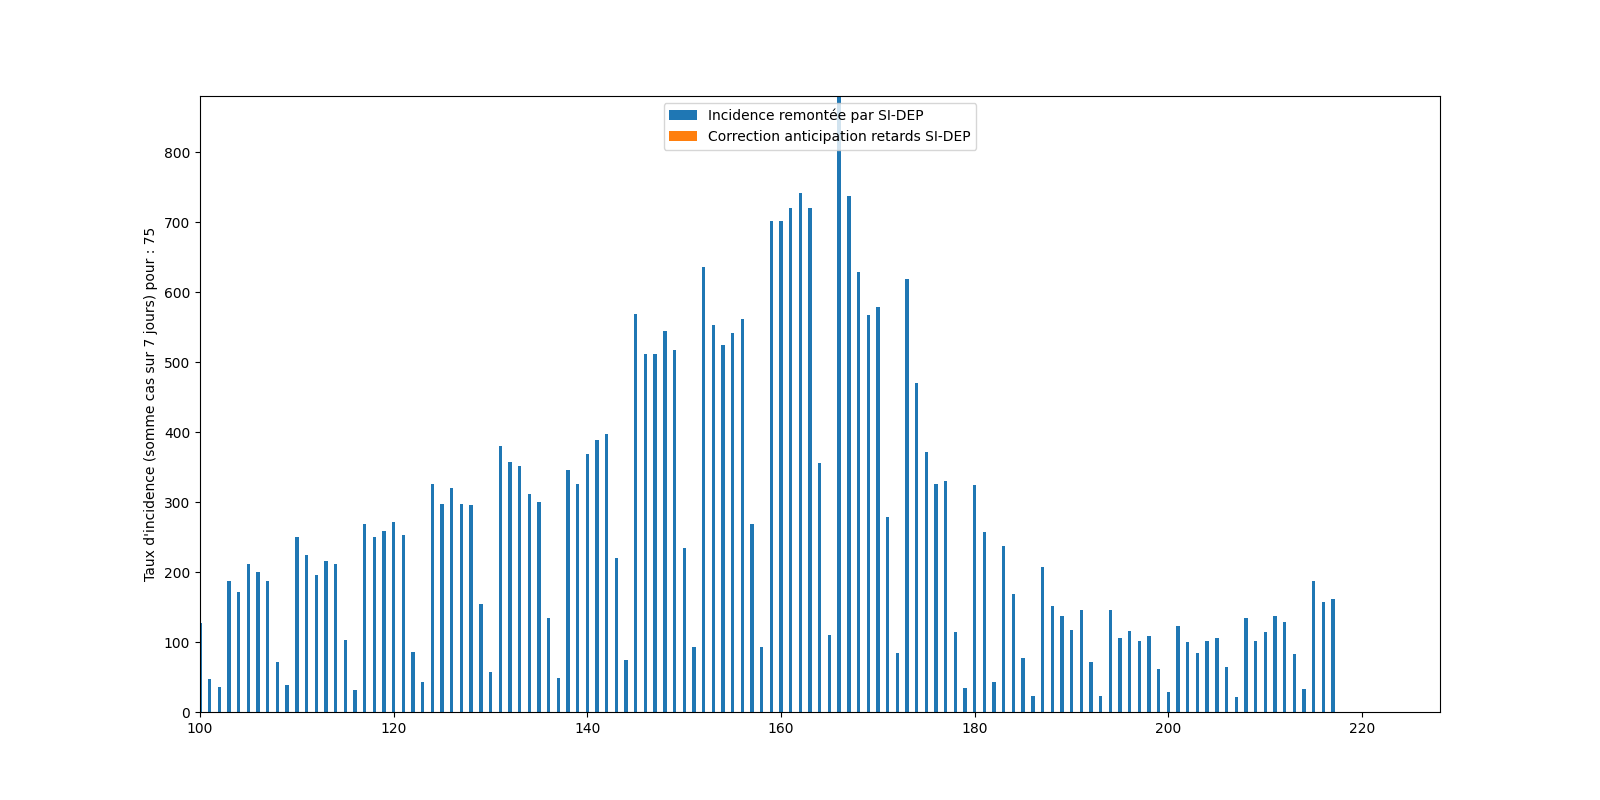 Incidence remontée par SI-DEP
Correction anticipation retards SI-DEP
Taux d'incidence (somme cas sur 7 jours) pour : 75
800
700
600
500
400
300
200
100
0
100 120 140 160 180 200 220